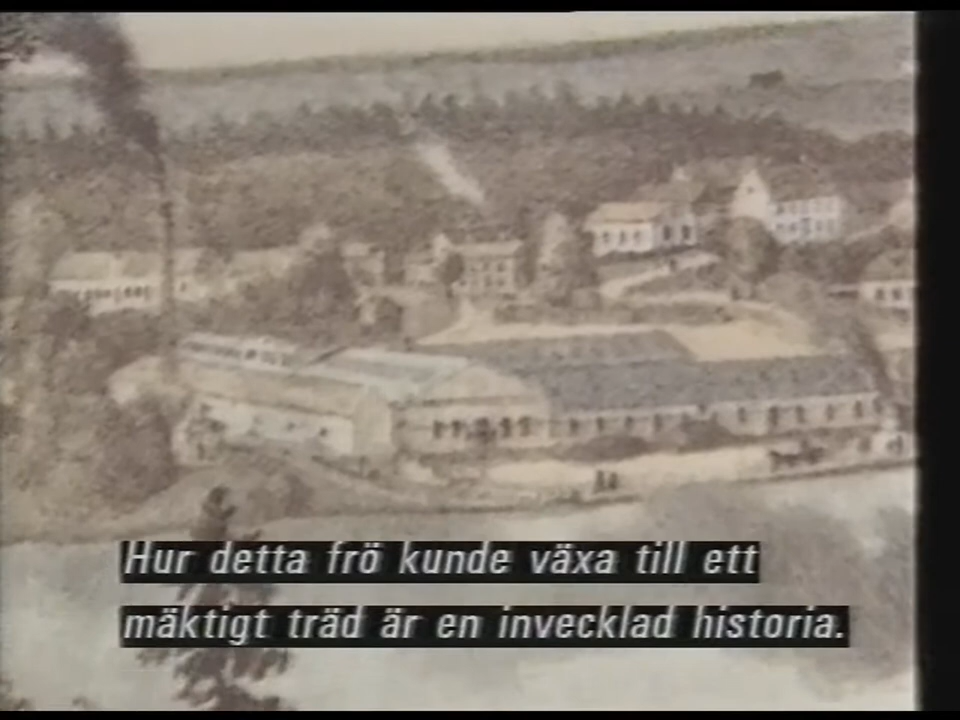 Hur detta frö kunde växa till ett
mäktigt träd är en invecklad historia.